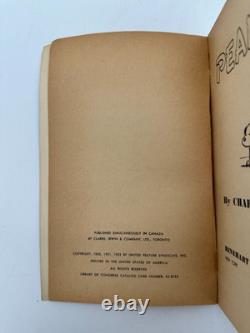 PEA
By CHAR
RINEHART
PUBLISHED SIMULTANEOUSLY IN CANADA
BY CLARKE, IRWIN & COMPANY, LTD., TORONTO
COPYRIGHT, 1950, 1951, 1952 BY UNITED FEATURE SYNDICATE, INC.
PRINTED IN THE UNITED STATES OF AMERICA
ALL RIGHTS RESERVED
LIBRARY OF CONGRESS CATALOG CARD NUMBER: